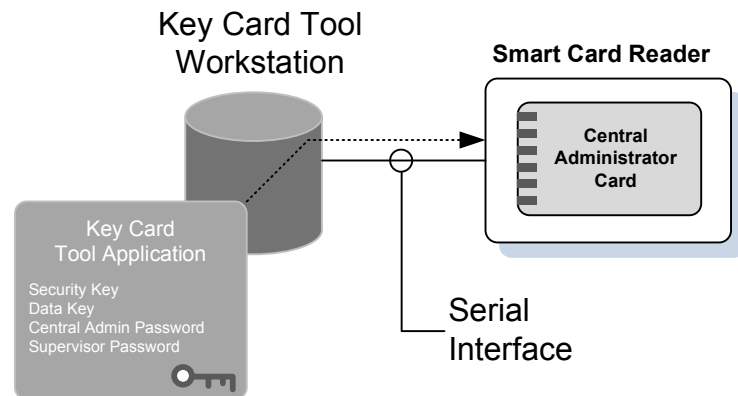 Key Card Tool
Workstation
Smart Card Reader
Central
Administrator
Card
Key Card
Tool Application
Security Key
Data Key
Central Admin Password
Supervisor Password
Serial
Interface